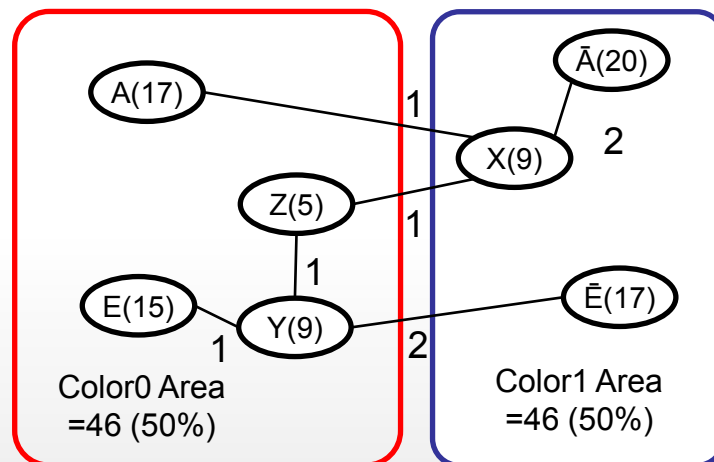 Ā(20)
A(17)
1
X(9)
2
Z(5)
1
1
E(15)
Y(9)
Ē(17)
1
2
Color0 Area
=46 (50%)
Color1 Area
=46 (50%)